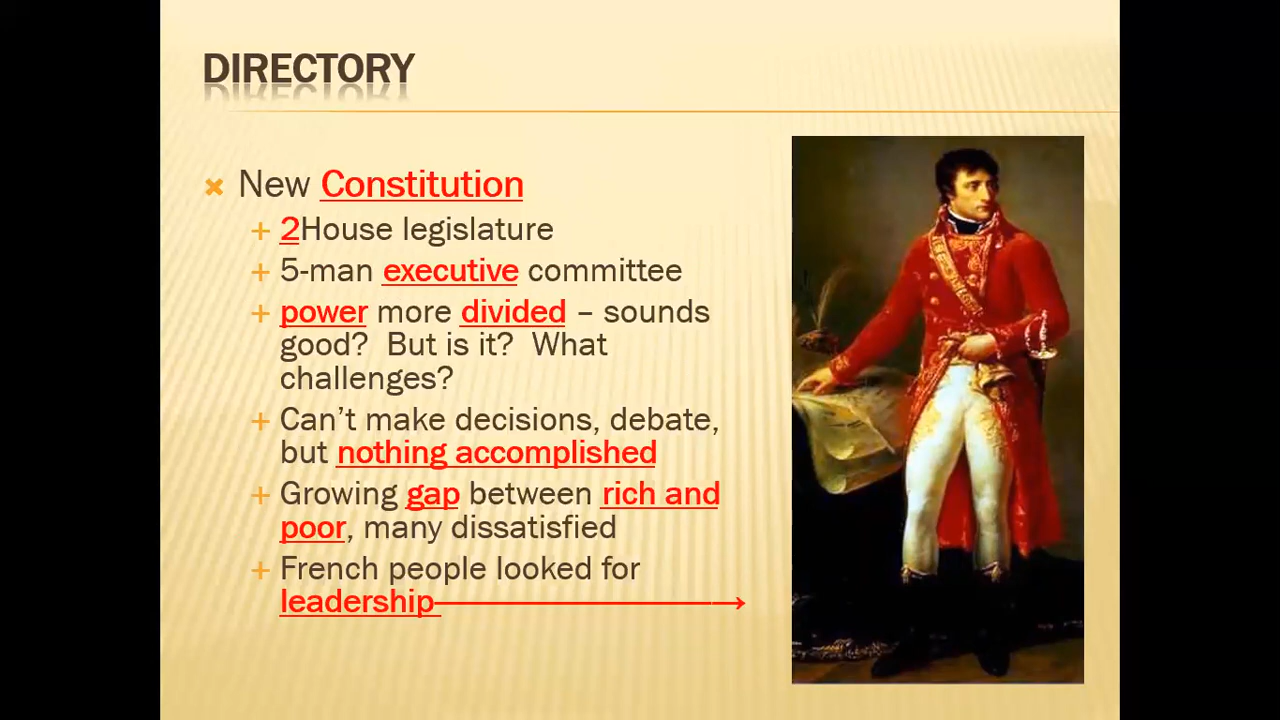 DIRECTORY
New Constitution
2House legislature
5-man executive committee
power more divided – sounds
good?  But is it?  What
challenges?
Can’t make decisions, debate,
but nothing accomplished
Growing gap between rich and
poor, many dissatisfied
French people looked for
leadership→